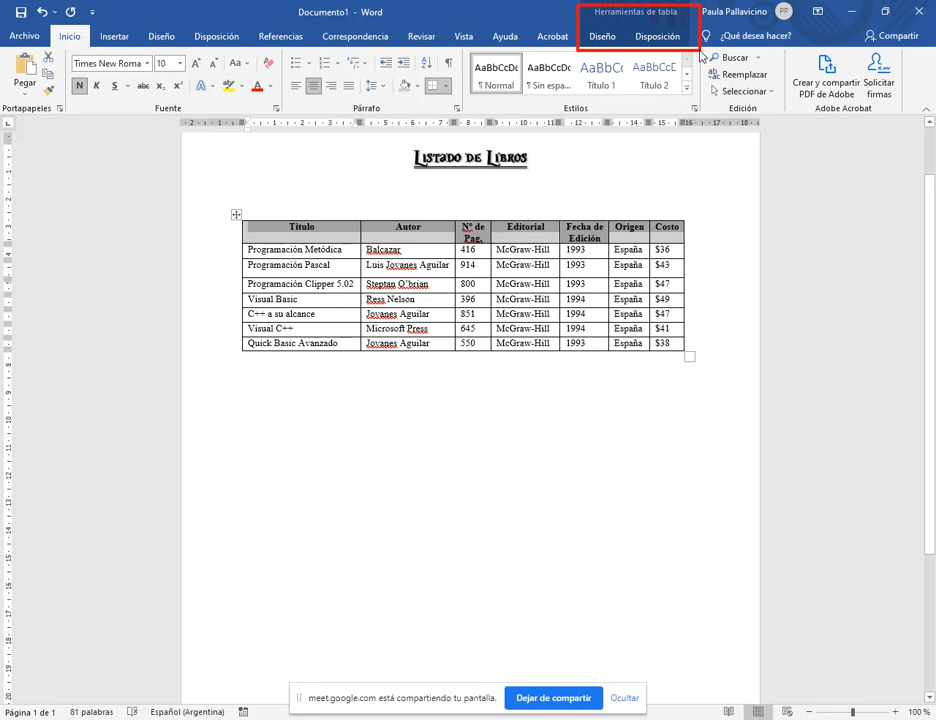 Documento1 - Word
Herramientas de tabla
Paula Pallavicino
PP
Archivo Inicio Insertar Diseño Disposición Referencias Correspondencia Revisar Vista Ayuda Acrobat Diseño Disposición ¿Qué desea hacer? Compartir
Times New Roma 10
Pegar
N K S abc x₂ x²
AaBbCcDc AaBbCcDc AaBbCc AaBbCcD
¶ Normal ¶ Sin espa... Título 1 Título 2
Buscar
Reemplazar
Seleccionar
Crear y compartir PDF de Adobe
Solicitar firmas
Portapapeles Fuente Párrafo Estilos Edición Adobe Acrobat
Listado de Libros
Título Autor Nº de Pag. Editorial Fecha de Edición Origen Costo
Programación Metódica Balcazar 416 McGraw-Hill 1993 España $36
Programación Pascal Luis Joyanes Aguilar 914 McGraw-Hill 1993 España $43
Programación Clipper 5.02 Steptan O’brian 800 McGraw-Hill 1993 España $47
Visual Basic Ress Nelson 396 McGraw-Hill 1994 España $49
C++ a su alcance Joyanes Aguilar 851 McGraw-Hill 1994 España $47
Visual C++ Microsoft Press 645 McGraw-Hill 1994 España $41
Quick Basic Avanzado Joyanes Aguilar 550 McGraw-Hill 1993 España $38
meet.google.com está compartiendo tu pantalla. Dejar de compartir Ocultar
Página 1 de 1 81 palabras Español (Argentina) 100 %